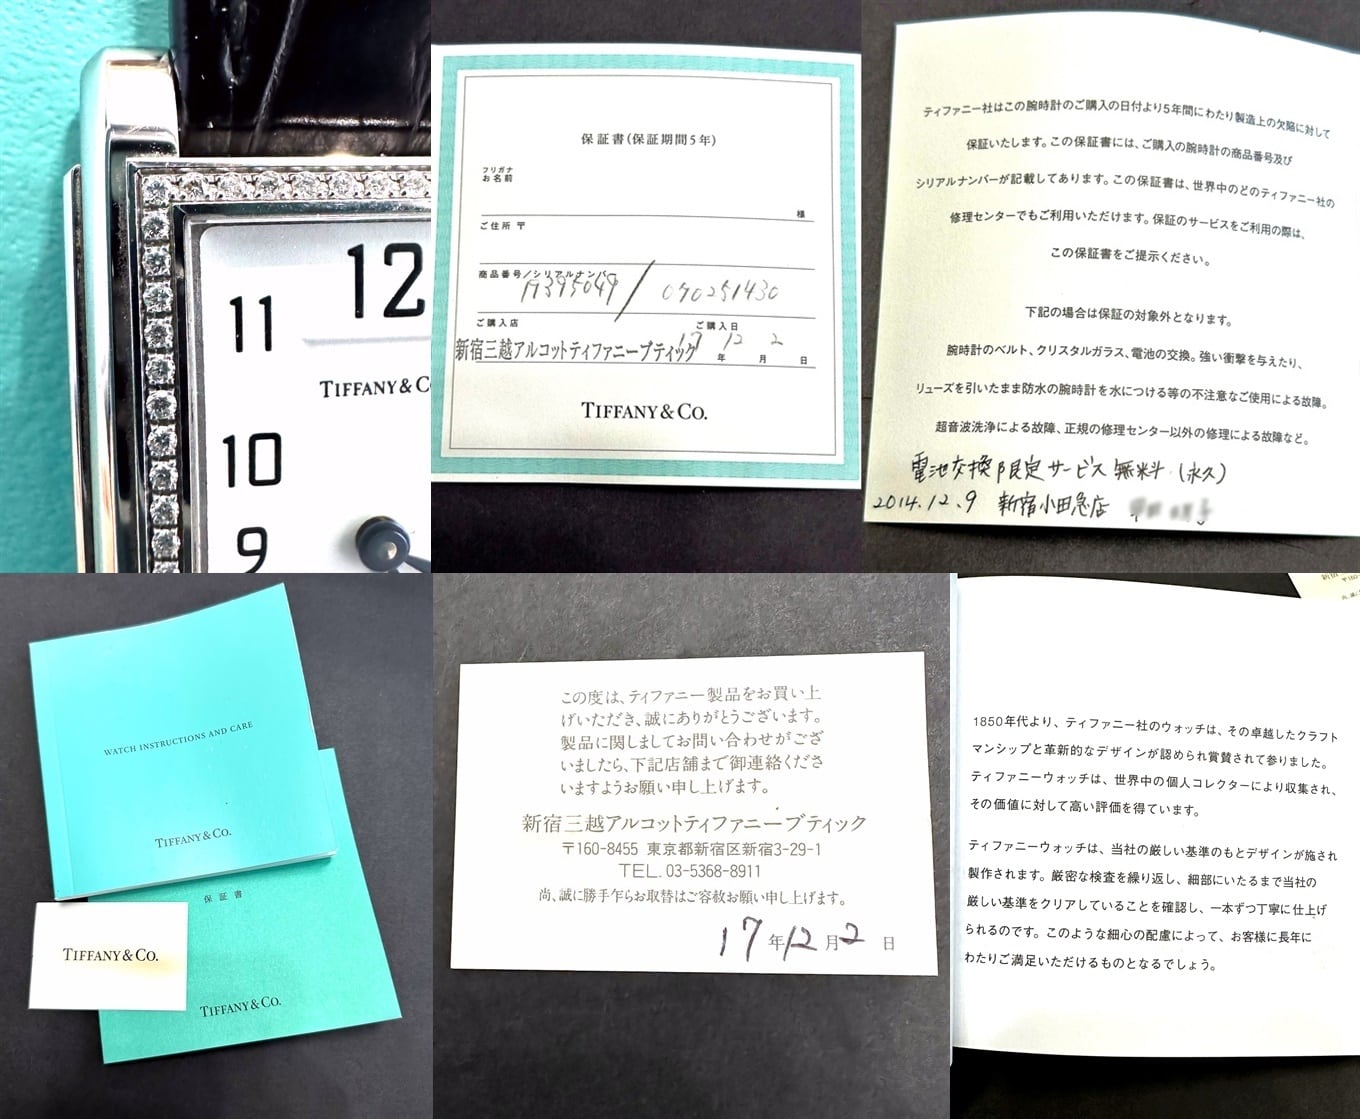 12
11
TIFFANY & C
10
9
保証書(保証期間5年)
フリガナ
お名前
様
ご住所 〒
商品番号/シリアルナンバー
17395049 / 070251430
ご購入店
ご購入日
新宿三越アルコットティファニーブティック
17 年 12 月 2 日
TIFFANY & CO.
ティファニー社はこの腕時計のご購入の日付より5年間にわたり製造上の欠陥に対して
保証いたします。この保証書には、ご購入の腕時計の商品番号及び
シリアルナンバーが記載してあります。この保証書は、世界中のどのティファニー社の
修理センターでもご利用いただけます。保証のサービスをご利用の際は、
この保証書をご提示ください。
下記の場合は保証の対象外となります。
腕時計のベルト、クリスタルガラス、電池の交換。強い衝撃を与えたり、
リューズを引いたまま防水の腕時計を水につける等の不注意なご使用による故障。
超音波洗浄による故障、正規の修理センター以外の修理による故障など。
電池交換限定サービス無料(永久)
2014.12.9 新宿小田急店
WATCH INSTRUCTIONS AND CARE
TIFFANY & CO.
保証書
TIFFANY & CO.
TIFFANY & CO.
この度は、ティファニー製品をお買い上
げいただき、誠にありがとうございます。
製品に関しましてお問い合わせがござ
いましたら、下記店舗まで御連絡くださ
いますようお願い申し上げます。
新宿三越アルコットティファニーブティック
〒160-8455 東京都新宿区新宿3-29-1
TEL. 03-5368-8911
尚、誠に勝手乍らお取替はご容赦お願い申し上げます。
17 年 12 月 2 日
1850年代より、ティファニー社のウォッチは、その卓越したクラフト
マンシップと革新的なデザインが認められ賞賛されて参りました。
ティファニーウォッチは、世界中の個人コレクターにより収集され、
その価値に対して高い評価を得ています。
ティファニーウォッチは、当社の厳しい基準のもとデザインが施され
製作されます。厳密な検査を繰り返し、細部にいたるまで当社の
厳しい基準をクリアしていることを確認し、一本ずつ丁寧に仕上げ
られるのです。このような細心の配慮によって、お客様に長年に
わたりご満足いただけるものとなるでしょう。